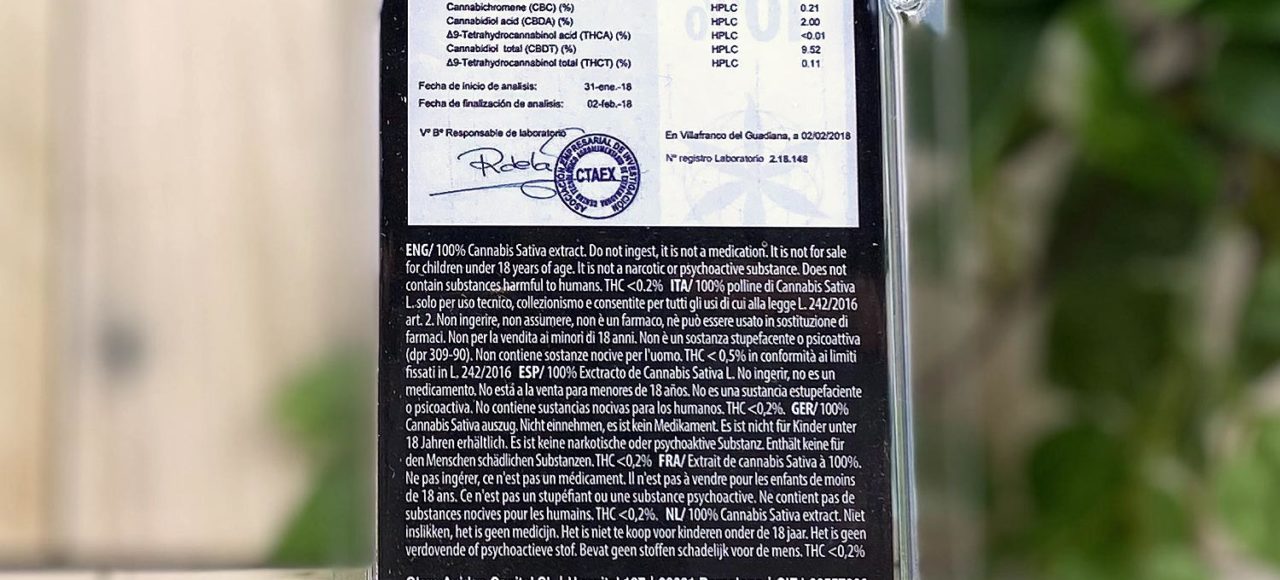 Cannabichromene (CBC) (%) HPLC 0.21
Cannabidiol acid (CBDA) (%) HPLC 2.00
Δ9-Tetrahydrocannabinol acid (THCA) (%) HPLC <0.01
Cannabidiol total (CBDT) (%) HPLC 9.52
Δ9-Tetrahydrocannabinol total (THCT) (%) HPLC 0.11
Fecha de inicio de analisis: 31-ene.-18
Fecha de finalización de analisis: 02-feb.-18
Vº Bº Responsable de laboratorio
En Villafranco del Guadiana, a 02/02/2018
Nº registro Laboratorio 2.18.148
ASOCIACIÓN EMPRESARIAL DE INVESTIGACIÓN
CTAEX
ENG/ 100% Cannabis Sativa extract. Do not ingest, it is not a medication. It is not for sale
for children under 18 years of age. It is not a narcotic or psychoactive substance. Does not
contain substances harmful to humans. THC <0.2% ITA/ 100% polline di Cannabis Sativa
L. solo per uso tecnico, collezionismo e consentite per tutti gli usi di cui alla legge L. 242/2016
art. 2. Non ingerire, non assumere, non è un farmaco, nè può essere usato in sostituzione di
farmaci. Non per la vendita ai minori di 18 anni. Non è un sostanza stupefacente o psicoattiva
(dpr 309-90). Non contiene sostanze nocive per l'uomo. THC < 0,5% in conformità ai limiti
fissati in L. 242/2016 ESP/ 100% Exctracto de Cannabis Sativa L. No ingerir, no es un
medicamento. No está a la venta para menores de 18 años. No es una sustancia estupefaciente
o psicoactiva. No contiene sustancias nocivas para los humanos. THC <0,2%. GER/ 100%
Cannabis Sativa auszug. Nicht einnehmen, es ist kein Medikament. Es ist nicht für Kinder unter
18 Jahren erhältlich. Es ist keine narkotische oder psychoaktive Substanz. Enthält keine für
den Menschen schädlichen Substanzen. THC <0,2% FRA/ Extrait de cannabis Sativa à 100%.
Ne pas ingérer, ce n'est pas un médicament. Il n'est pas à vendre pour les enfants de moins
de 18 ans. Ce n'est pas un stupéfiant ou une substance psychoactive. Ne contient pas de
substances nocives pour les humains. THC <0,2%. NL/ 100% Cannabis Sativa extract. Niet
inslikken, het is geen medicijn. Het is niet te koop voor kinderen onder de 18 jaar. Het is geen
verdovende of psychoactieve stof. Bevat geen stoffen schadelijk voor de mens. THC <0,2%